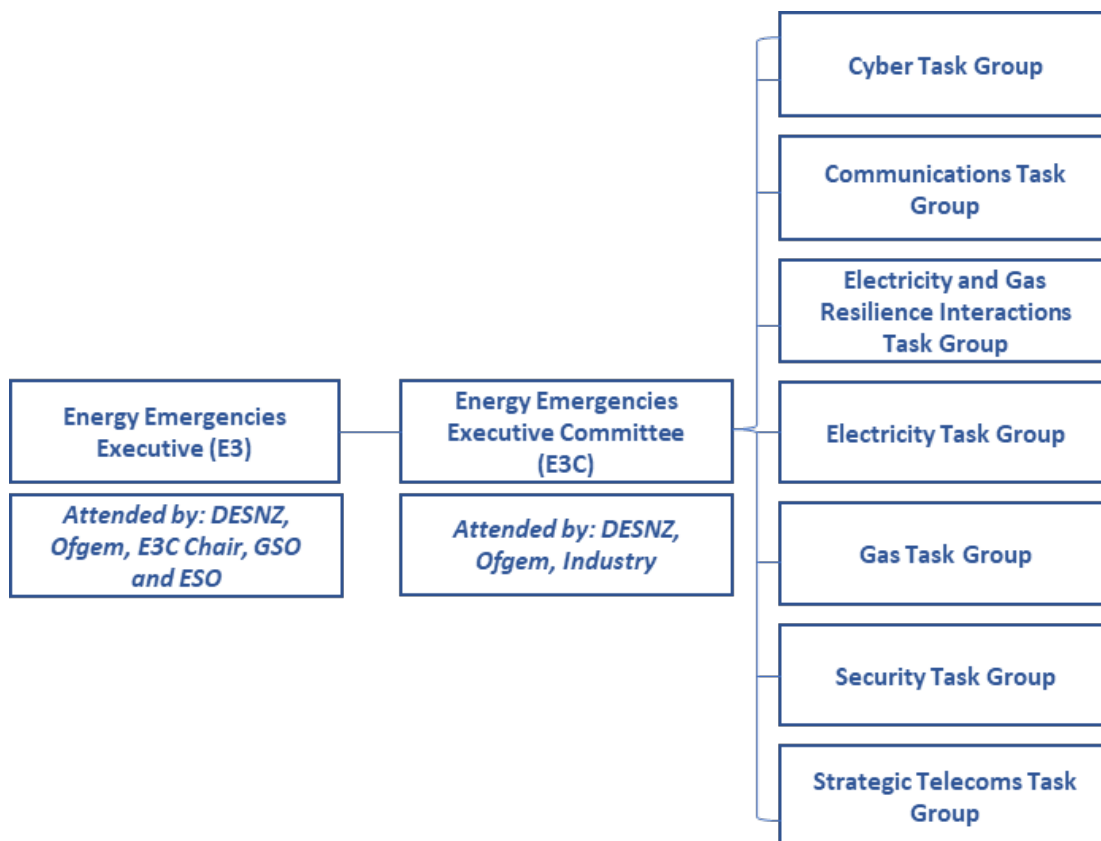 Energy Emergencies
Executive (E3)
Attended by: DESNZ,
Ofgem, E3C Chair, GSO
and ESO
Energy Emergencies
Executive Committee
(E3C)
Attended by: DESNZ,
Ofgem, Industry
Cyber Task Group
Communications Task
Group
Electricity and Gas
Resilience Interactions
Task Group
Electricity Task Group
Gas Task Group
Security Task Group
Strategic Telecoms Task
Group